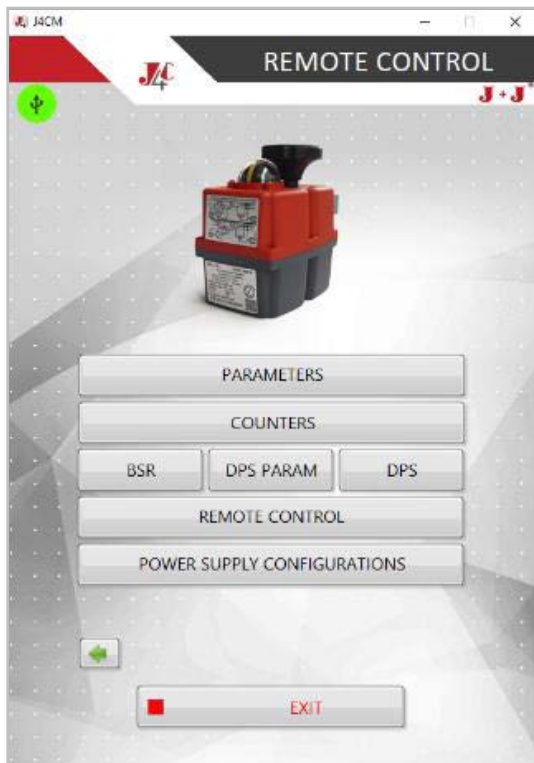 J4CM
REMOTE CONTROL
J4C
J+J
PARAMETERS
COUNTERS
BSR DPS PARAM DPS
REMOTE CONTROL
POWER SUPPLY CONFIGURATIONS
EXIT